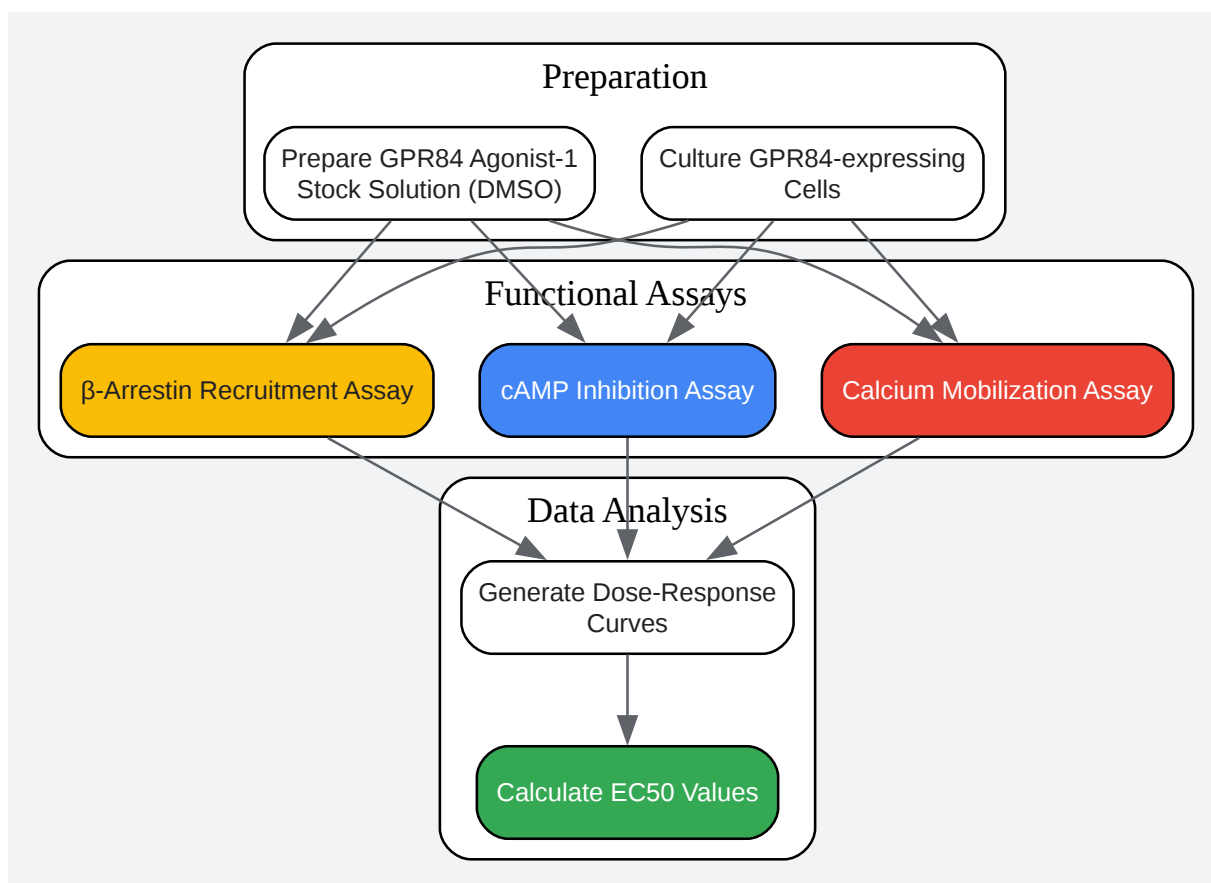 Preparation
Prepare GPR84 Agonist-1
Stock Solution (DMSO)
Culture GPR84-expressing
Cells
Functional Assays
β-Arrestin Recruitment Assay
cAMP Inhibition Assay
Calcium Mobilization Assay
Data Analysis
Generate Dose-Response
Curves
Calculate EC50 Values